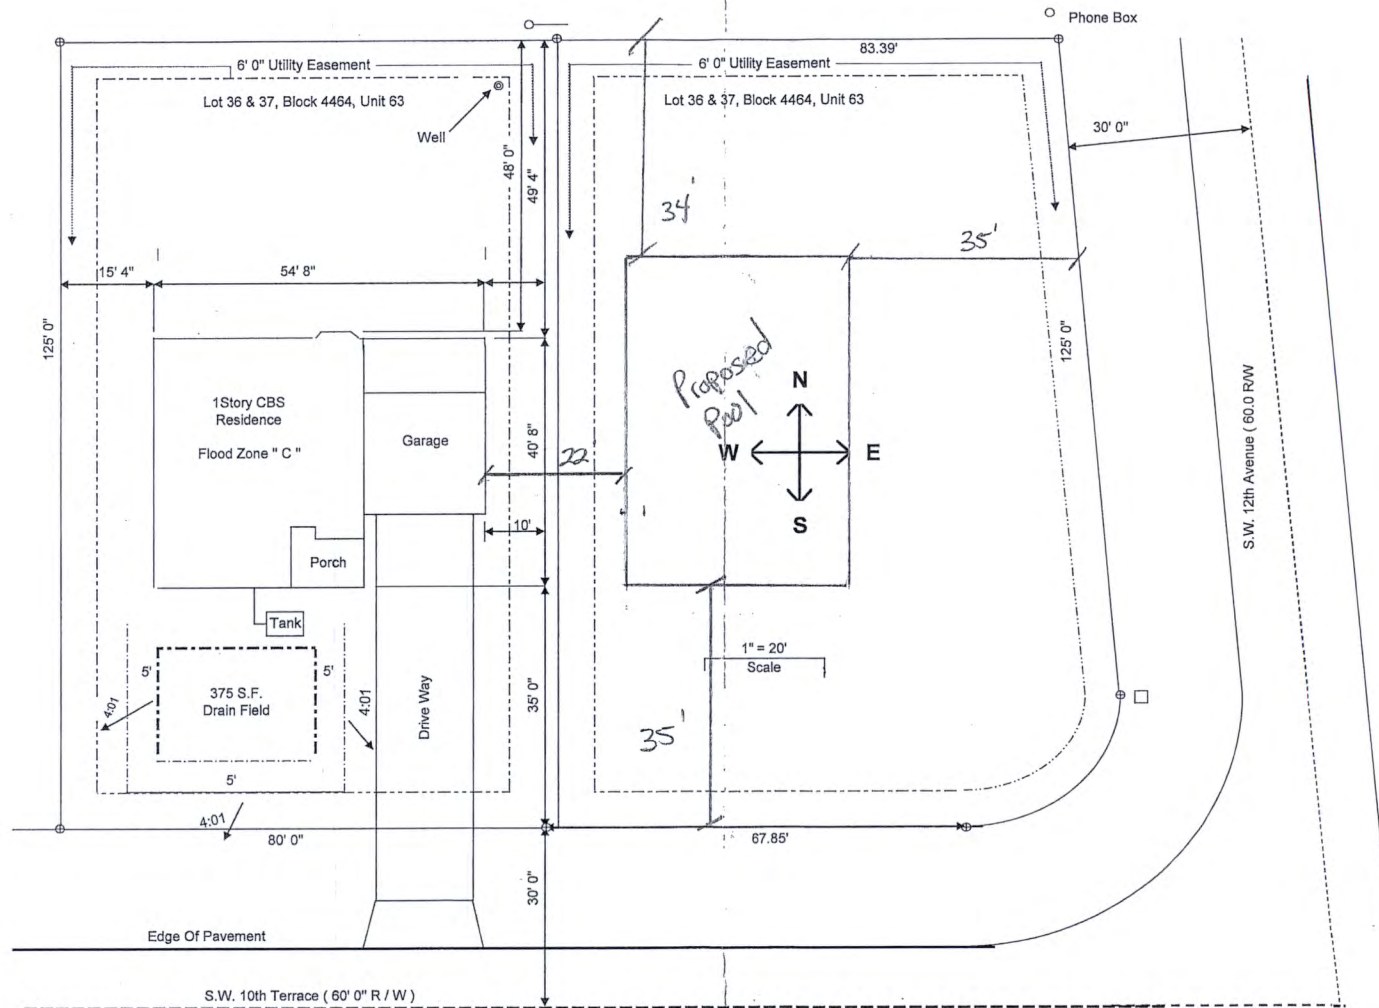 Phone Box
83.39'
6' 0" Utility Easement
6' 0" Utility Easement
Lot 36 & 37, Block 4464, Unit 63
Lot 36 & 37, Block 4464, Unit 63
Well
30' 0"
48' 0"
49' 4"
34'
35'
15' 4"
54' 8"
125' 0"
125' 0"
1Story CBS
Residence
Flood Zone " C "
Garage
40' 8"
22
Proposed
Pool
N
W
E
S
S.W. 12th Avenue ( 60.0 R/W
10'
Porch
Tank
1" = 20'
Scale
5'
5'
375 S.F.
Drain Field
4:01
4:01
Drive Way
35' 0"
35'
5'
4:01
80' 0"
67.85'
30' 0"
Edge Of Pavement
S.W. 10th Terrace ( 60' 0" R / W )